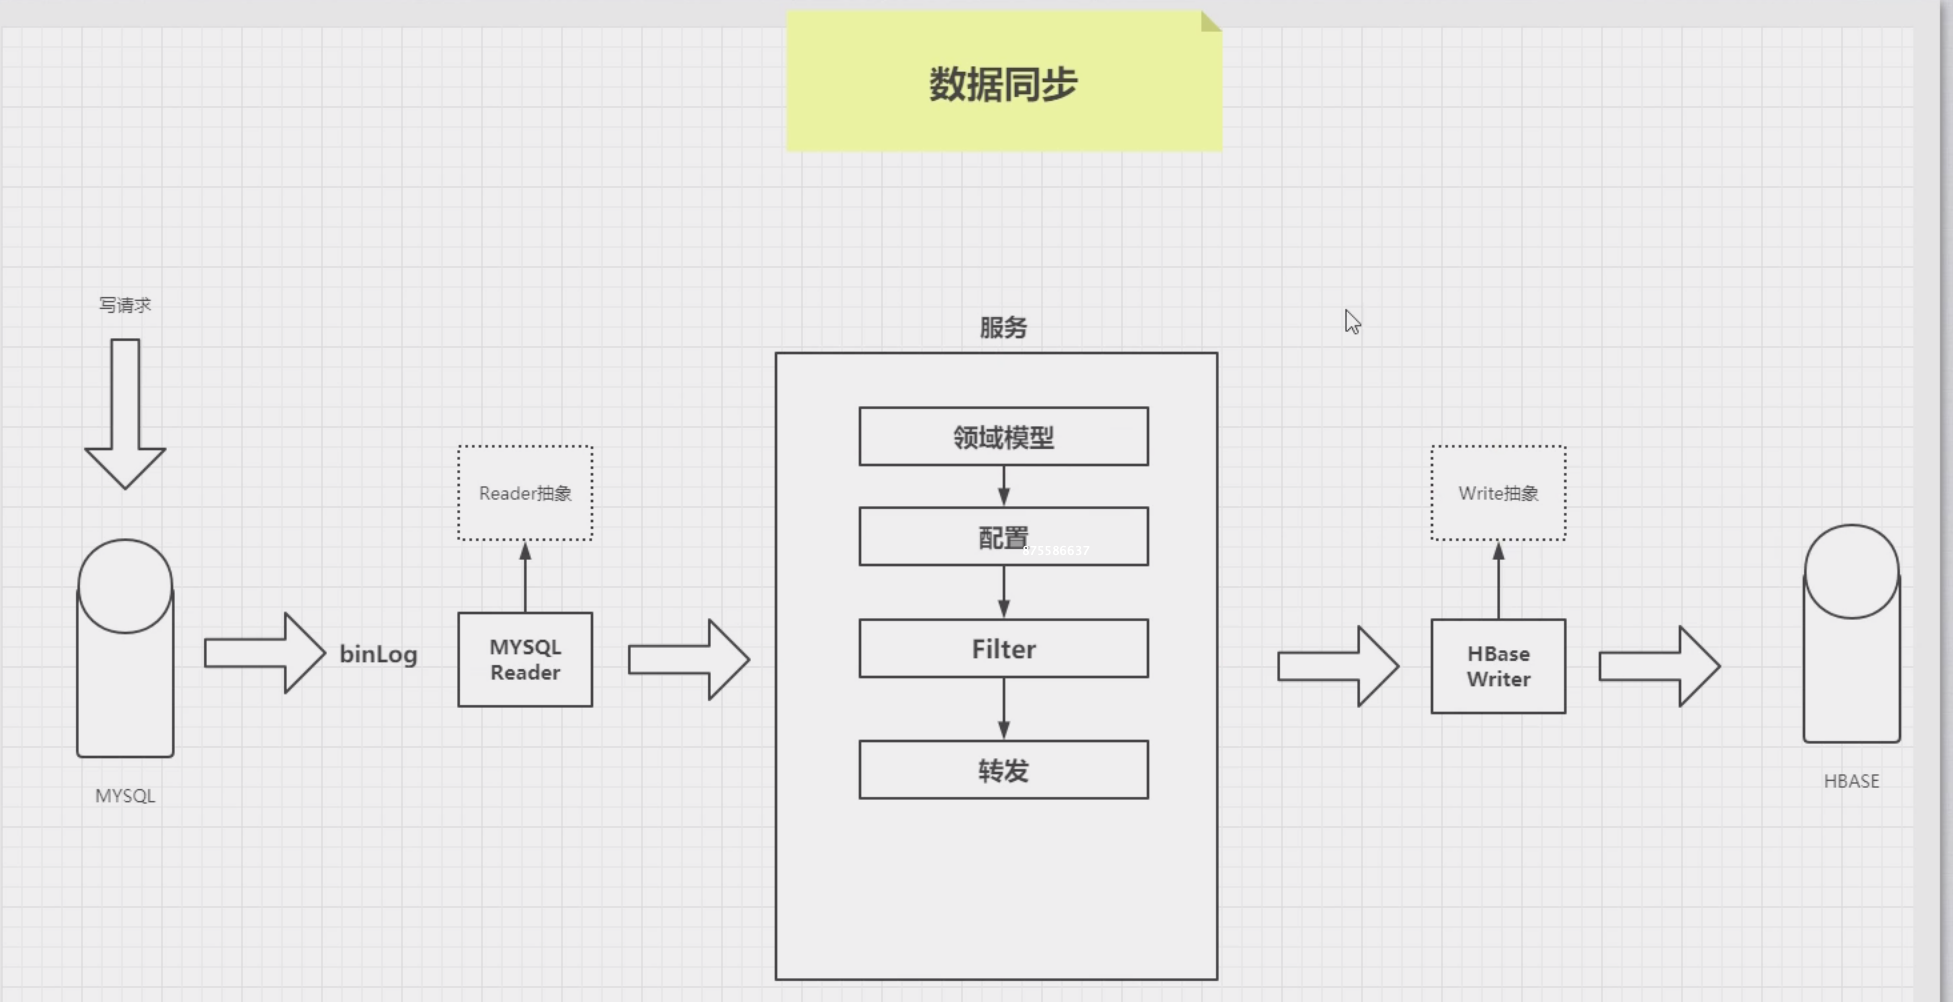 数据同步
写请求
服务
领域模型
Reader抽象
Write抽象
配置
875586637
binLog
MYSQL
Reader
Filter
HBase
Writer
转发
MYSQL
HBASE